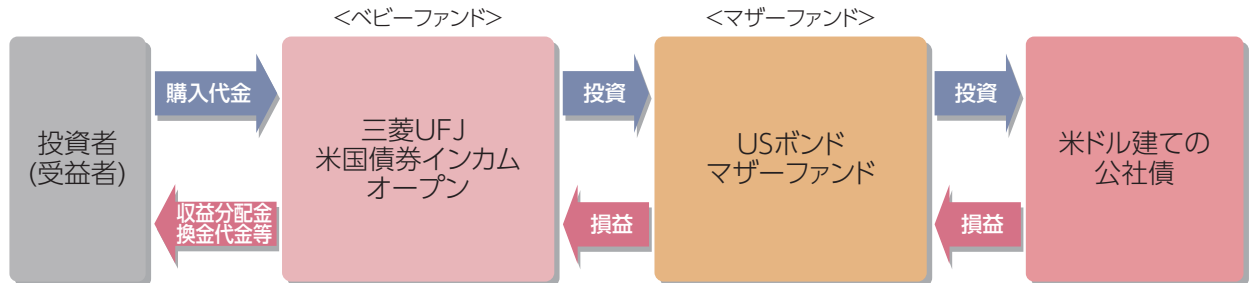 <ベビーファンド>
<マザーファンド>
投資者
(受益者)
購入代金
収益分配金
換金代金等
三菱UFJ
米国債券インカム
オープン
投資
損益
USボンド
マザーファンド
投資
損益
米ドル建ての
公社債